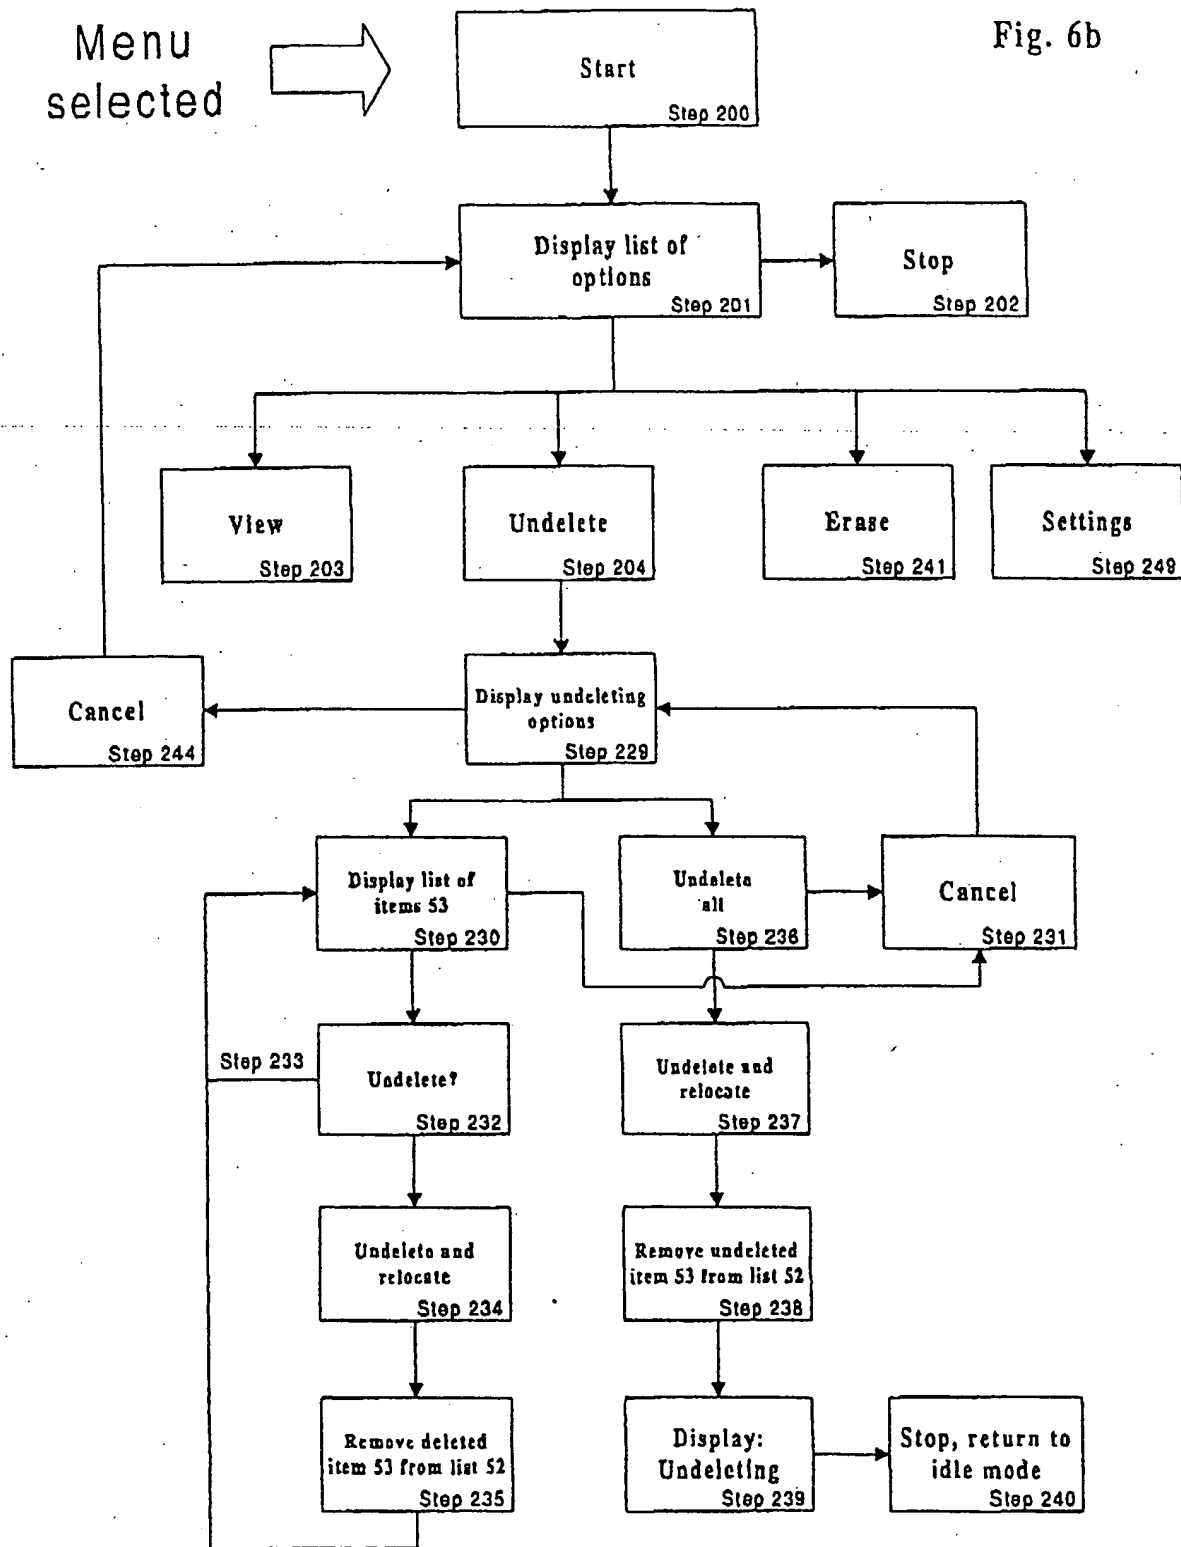 Menu
selected
Fig. 6b
Start
Step 200
Display list of
options
Step 201
Stop
Step 202
View
Step 203
Undelete
Step 204
Erase
Step 241
Settings
Step 249
Cancel
Step 244
Display undeleting
options
Step 229
Display list of
items 53
Step 230
Undelete
all
Step 236
Cancel
Step 231
Step 233
Undelete?
Step 232
Undelete and
relocate
Step 237
Undelete and
relocate
Step 234
Remove undeleted
item 53 from list 52
Step 238
Remove deleted
item 53 from list 52
Step 235
Display:
Undeleting
Step 239
Stop, return to
idle mode
Step 240